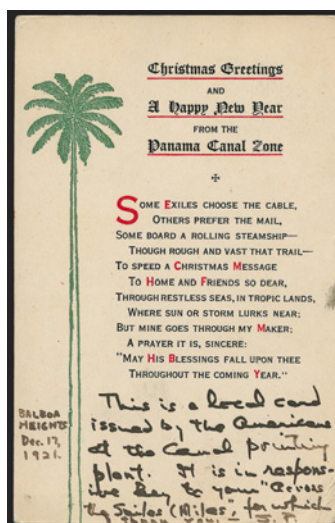 Christmas Greetings
AND
A Happy New Year
FROM THE
Panama Canal Zone
SOME EXILES CHOOSE THE CABLE,
OTHERS PREFER THE MAIL,
SOME BOARD A ROLLING STEAMSHIP—
THOUGH ROUGH AND VAST THAT TRAIL—
TO SPEED A CHRISTMAS MESSAGE
TO HOME AND FRIENDS SO DEAR,
THROUGH RESTLESS SEAS, IN TROPIC LANDS,
WHERE SUN OR STORM LURKS NEAR;
BUT MINE GOES THROUGH MY MAKER;
A PRAYER IT IS, SINCERE:
"MAY HIS BLESSINGS FALL UPON THEE
THROUGHOUT THE COMING YEAR."
BALBOA
HEIGHTS
Dec. 17,
1921.
This is a local card
issued by the Americans
at the Canal printing
plant. It is in respons-
ive to your "Across
the Smiles (Miles", for which